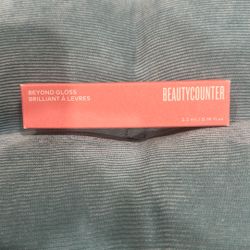 BEYOND GLOSS
BRILLIANT À LÈVRES
BEAUTYCOUNTER